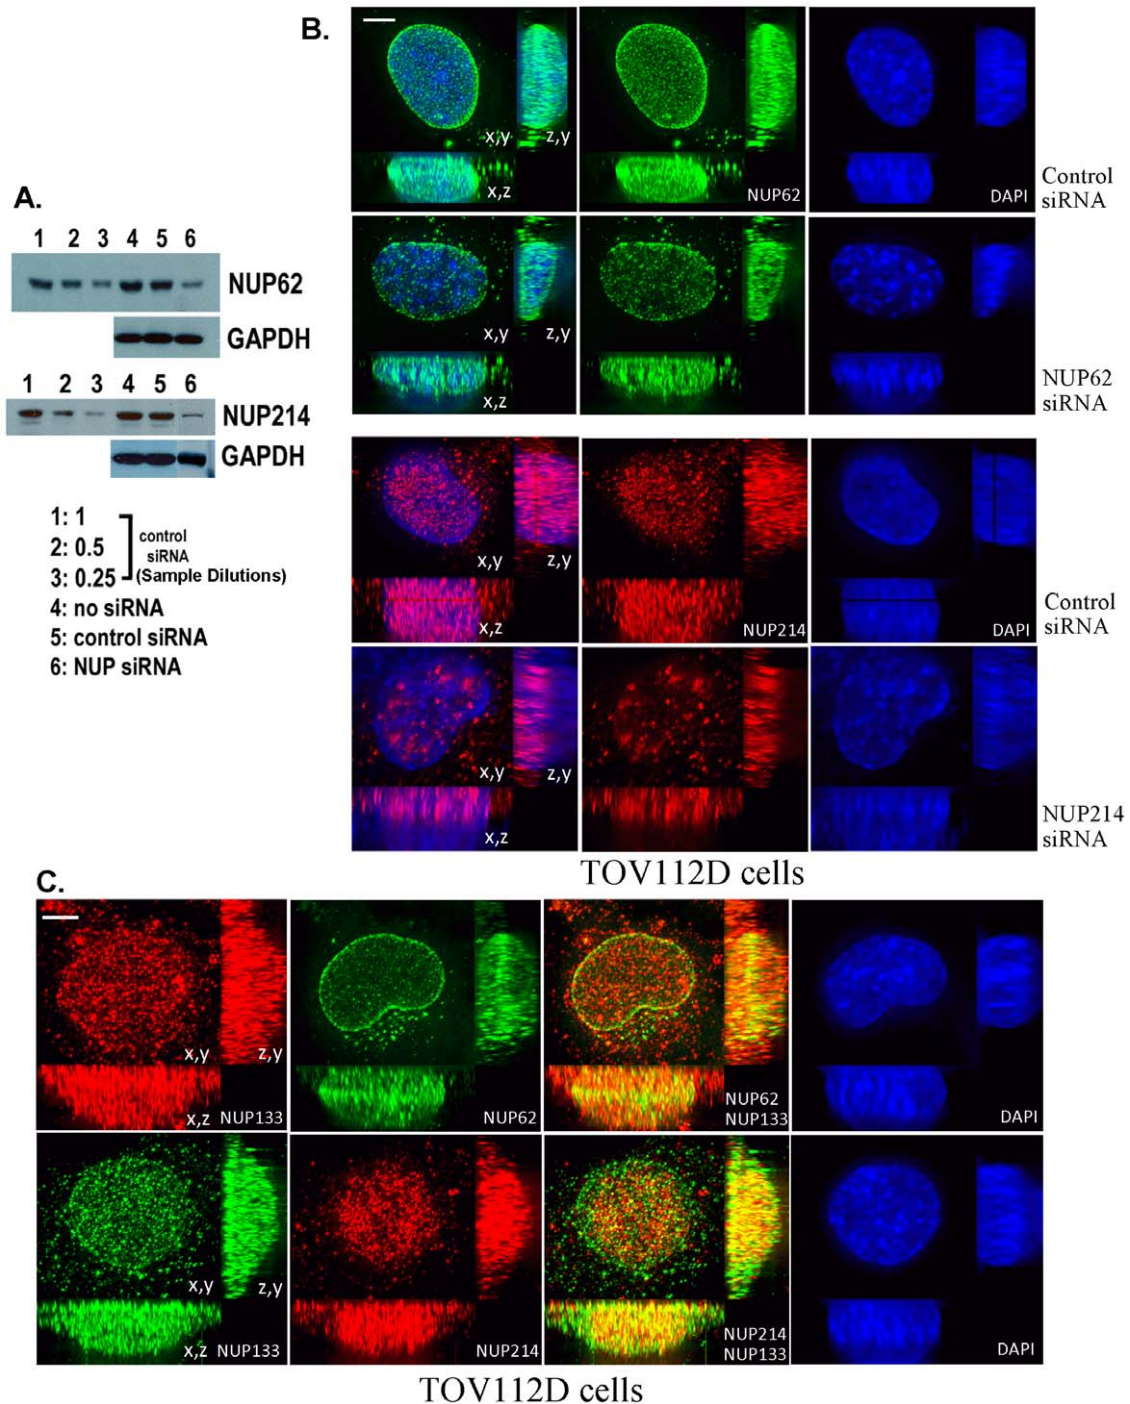 A.
1 2 3 4 5 6
NUP62
GAPDH
1 2 3 4 5 6
NUP214
GAPDH
1: 1
2: 0.5
3: 0.25
control
siRNA
(Sample Dilutions)
4: no siRNA
5: control siRNA
6: NUP siRNA
B.
x,y
z,y
x,z
NUP62
DAPI
Control
siRNA
x,y
z,y
x,z
NUP62
siRNA
x,y
z,y
x,z
NUP214
DAPI
Control
siRNA
x,y
z,y
x,z
NUP214
siRNA
TOV112D cells
C.
x,y
z,y
x,z
NUP133
NUP62
NUP62
NUP133
DAPI
x,y
z,y
x,z
NUP133
NUP214
NUP214
NUP133
DAPI
TOV112D cells